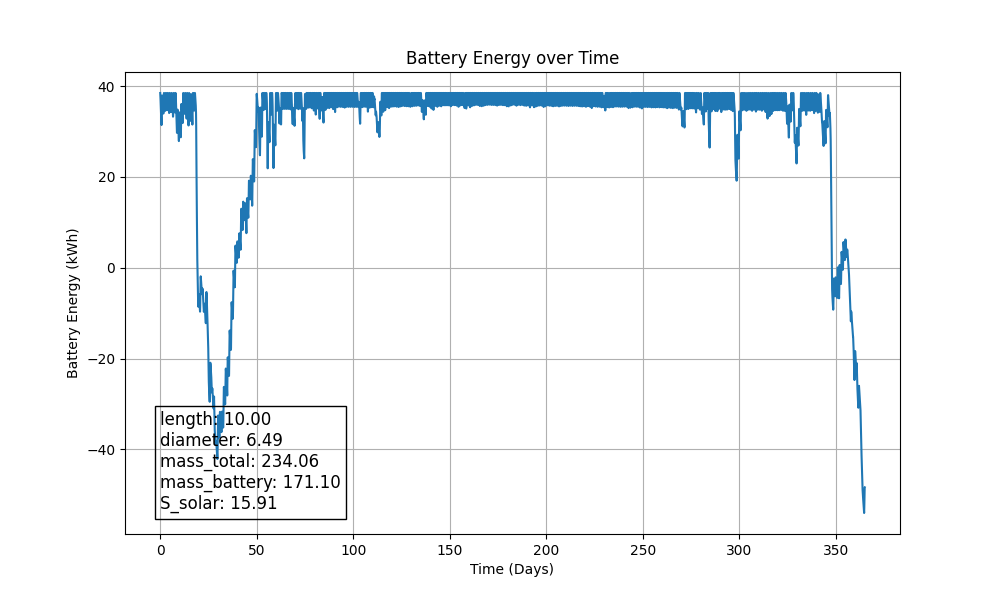 Battery Energy over Time
Battery Energy (kWh)
40
20
0
−20
−40
length: 10.00
diameter: 6.49
mass_total: 234.06
mass_battery: 171.10
S_solar: 15.91
0 50 100 150 200 250 300 350
Time (Days)